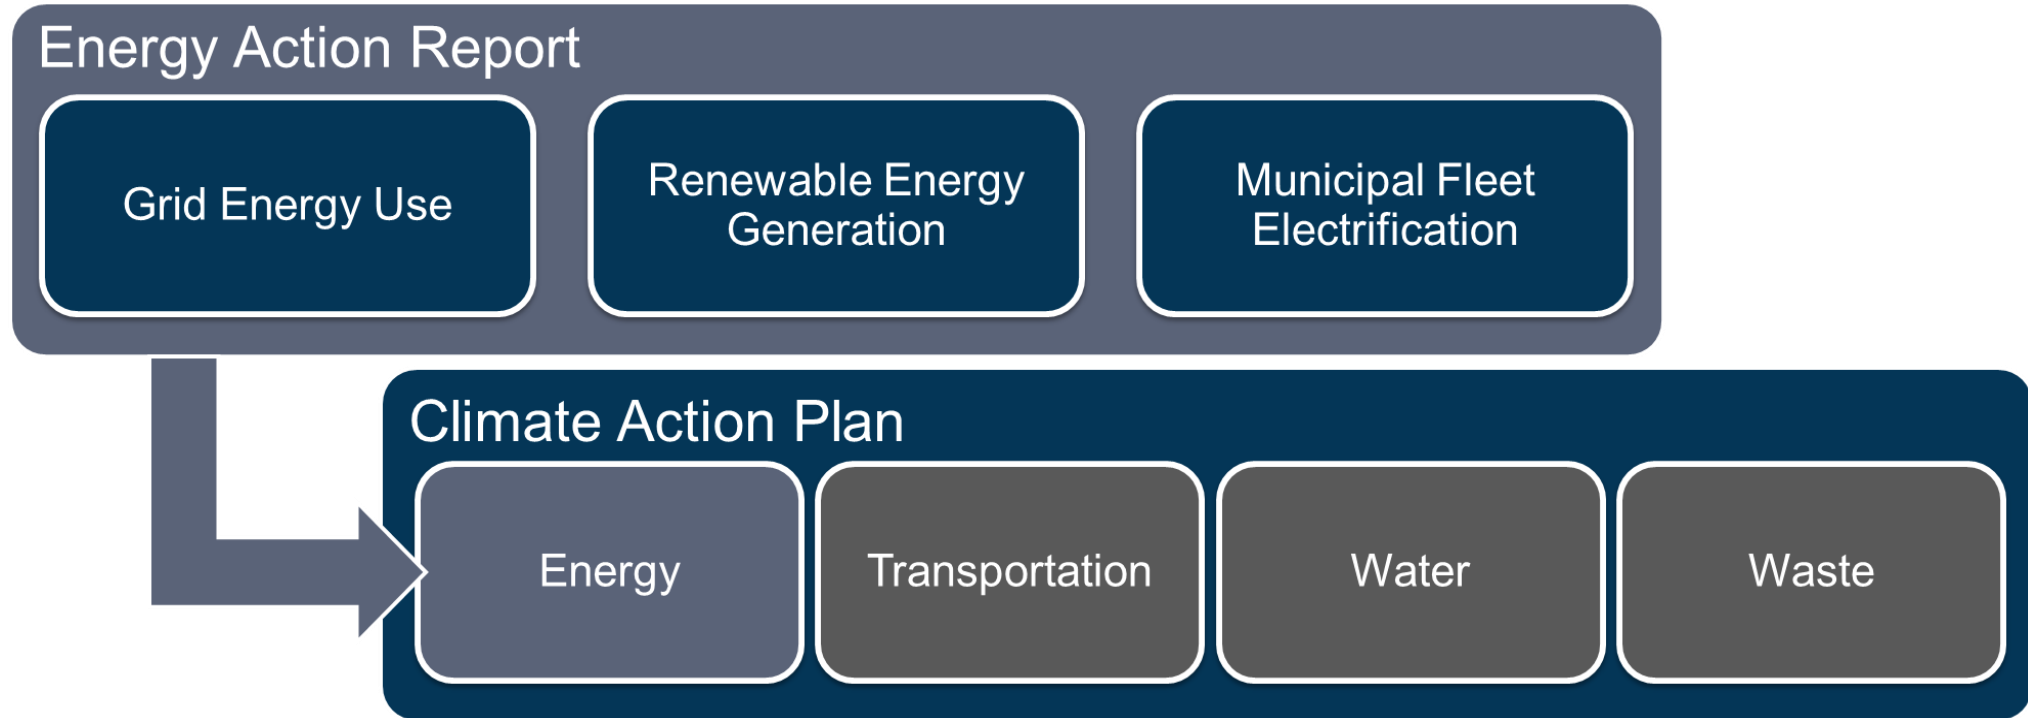 Energy Action Report
Grid Energy Use
Renewable Energy
Generation
Municipal Fleet
Electrification
Climate Action Plan
Energy
Transportation
Water
Waste